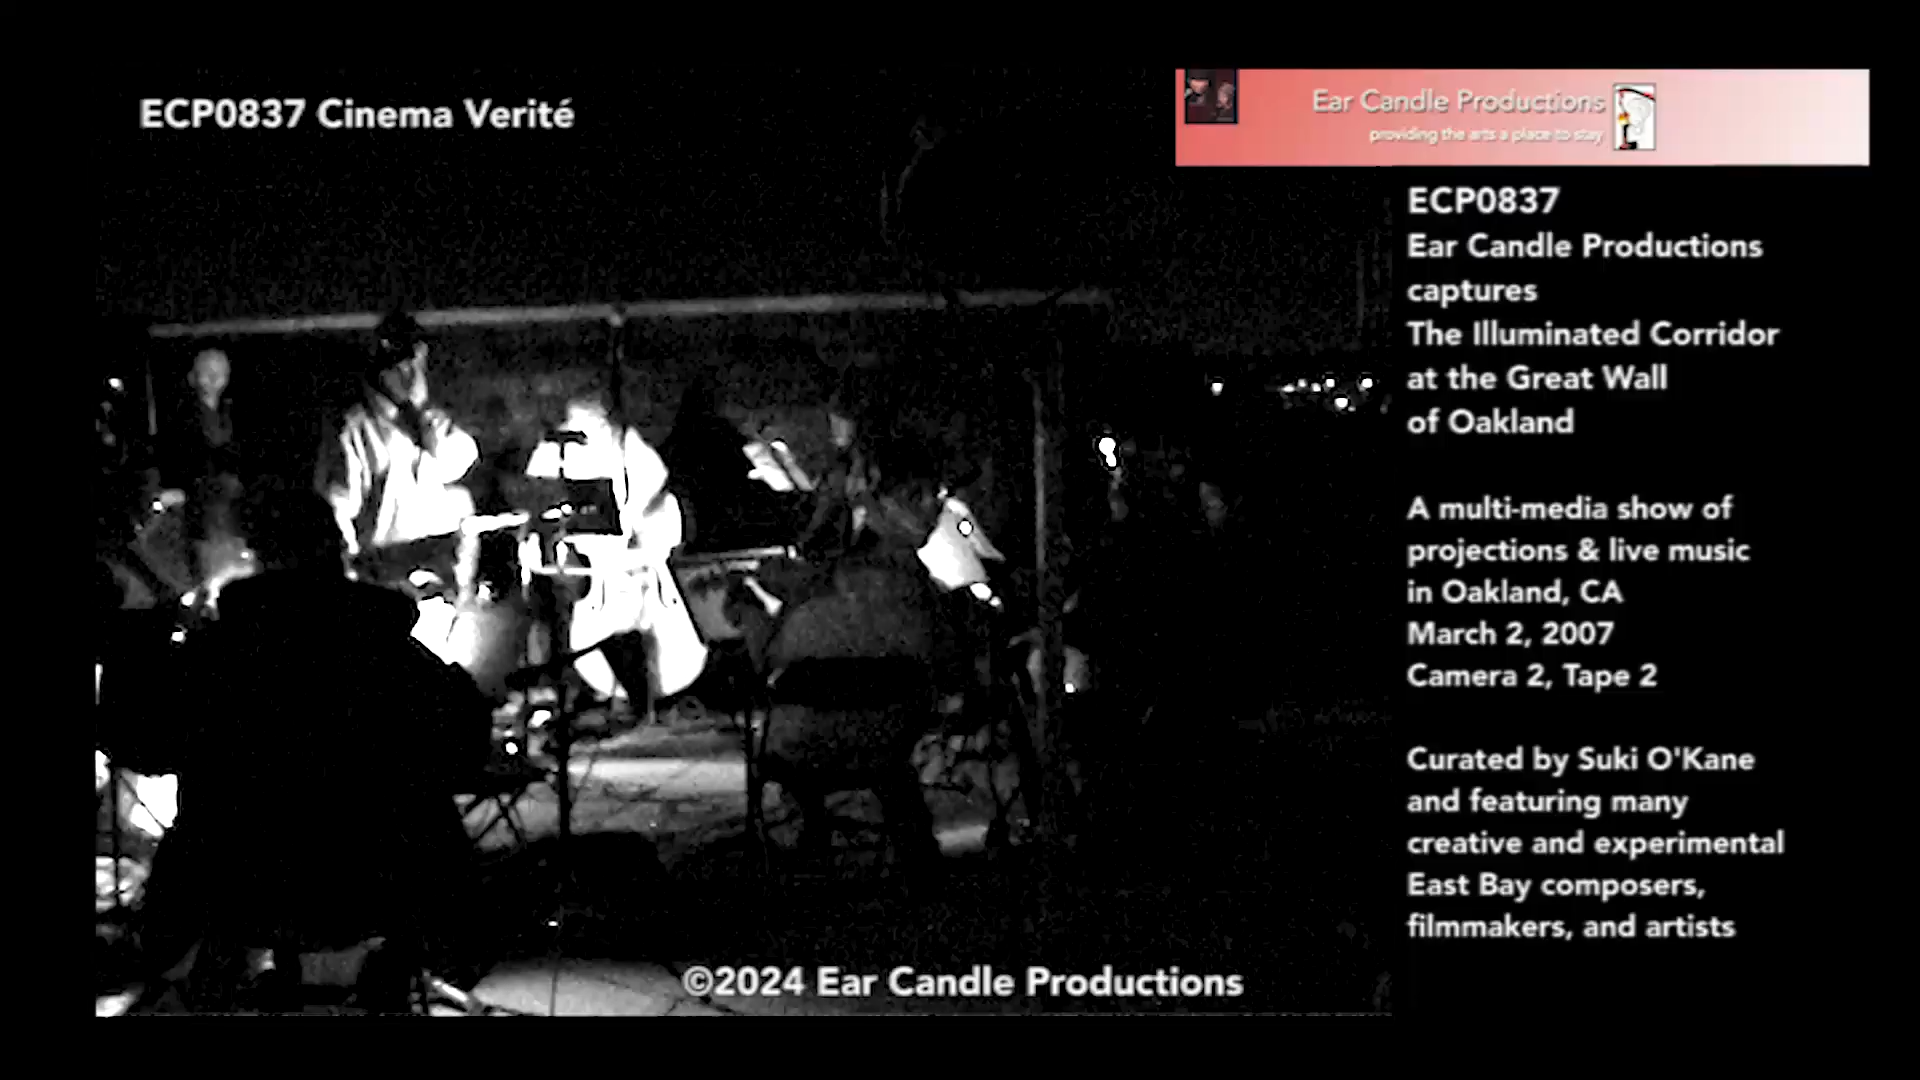 ECP0837 Cinema Verité
Ear Candle Productions
providing the arts a place to stay
ECP0837
Ear Candle Productions
captures
The Illuminated Corridor
at the Great Wall
of Oakland
A multi-media show of
projections & live music
in Oakland, CA
March 2, 2007
Camera 2, Tape 2
Curated by Suki O'Kane
and featuring many
creative and experimental
East Bay composers,
filmmakers, and artists
©2024 Ear Candle Productions